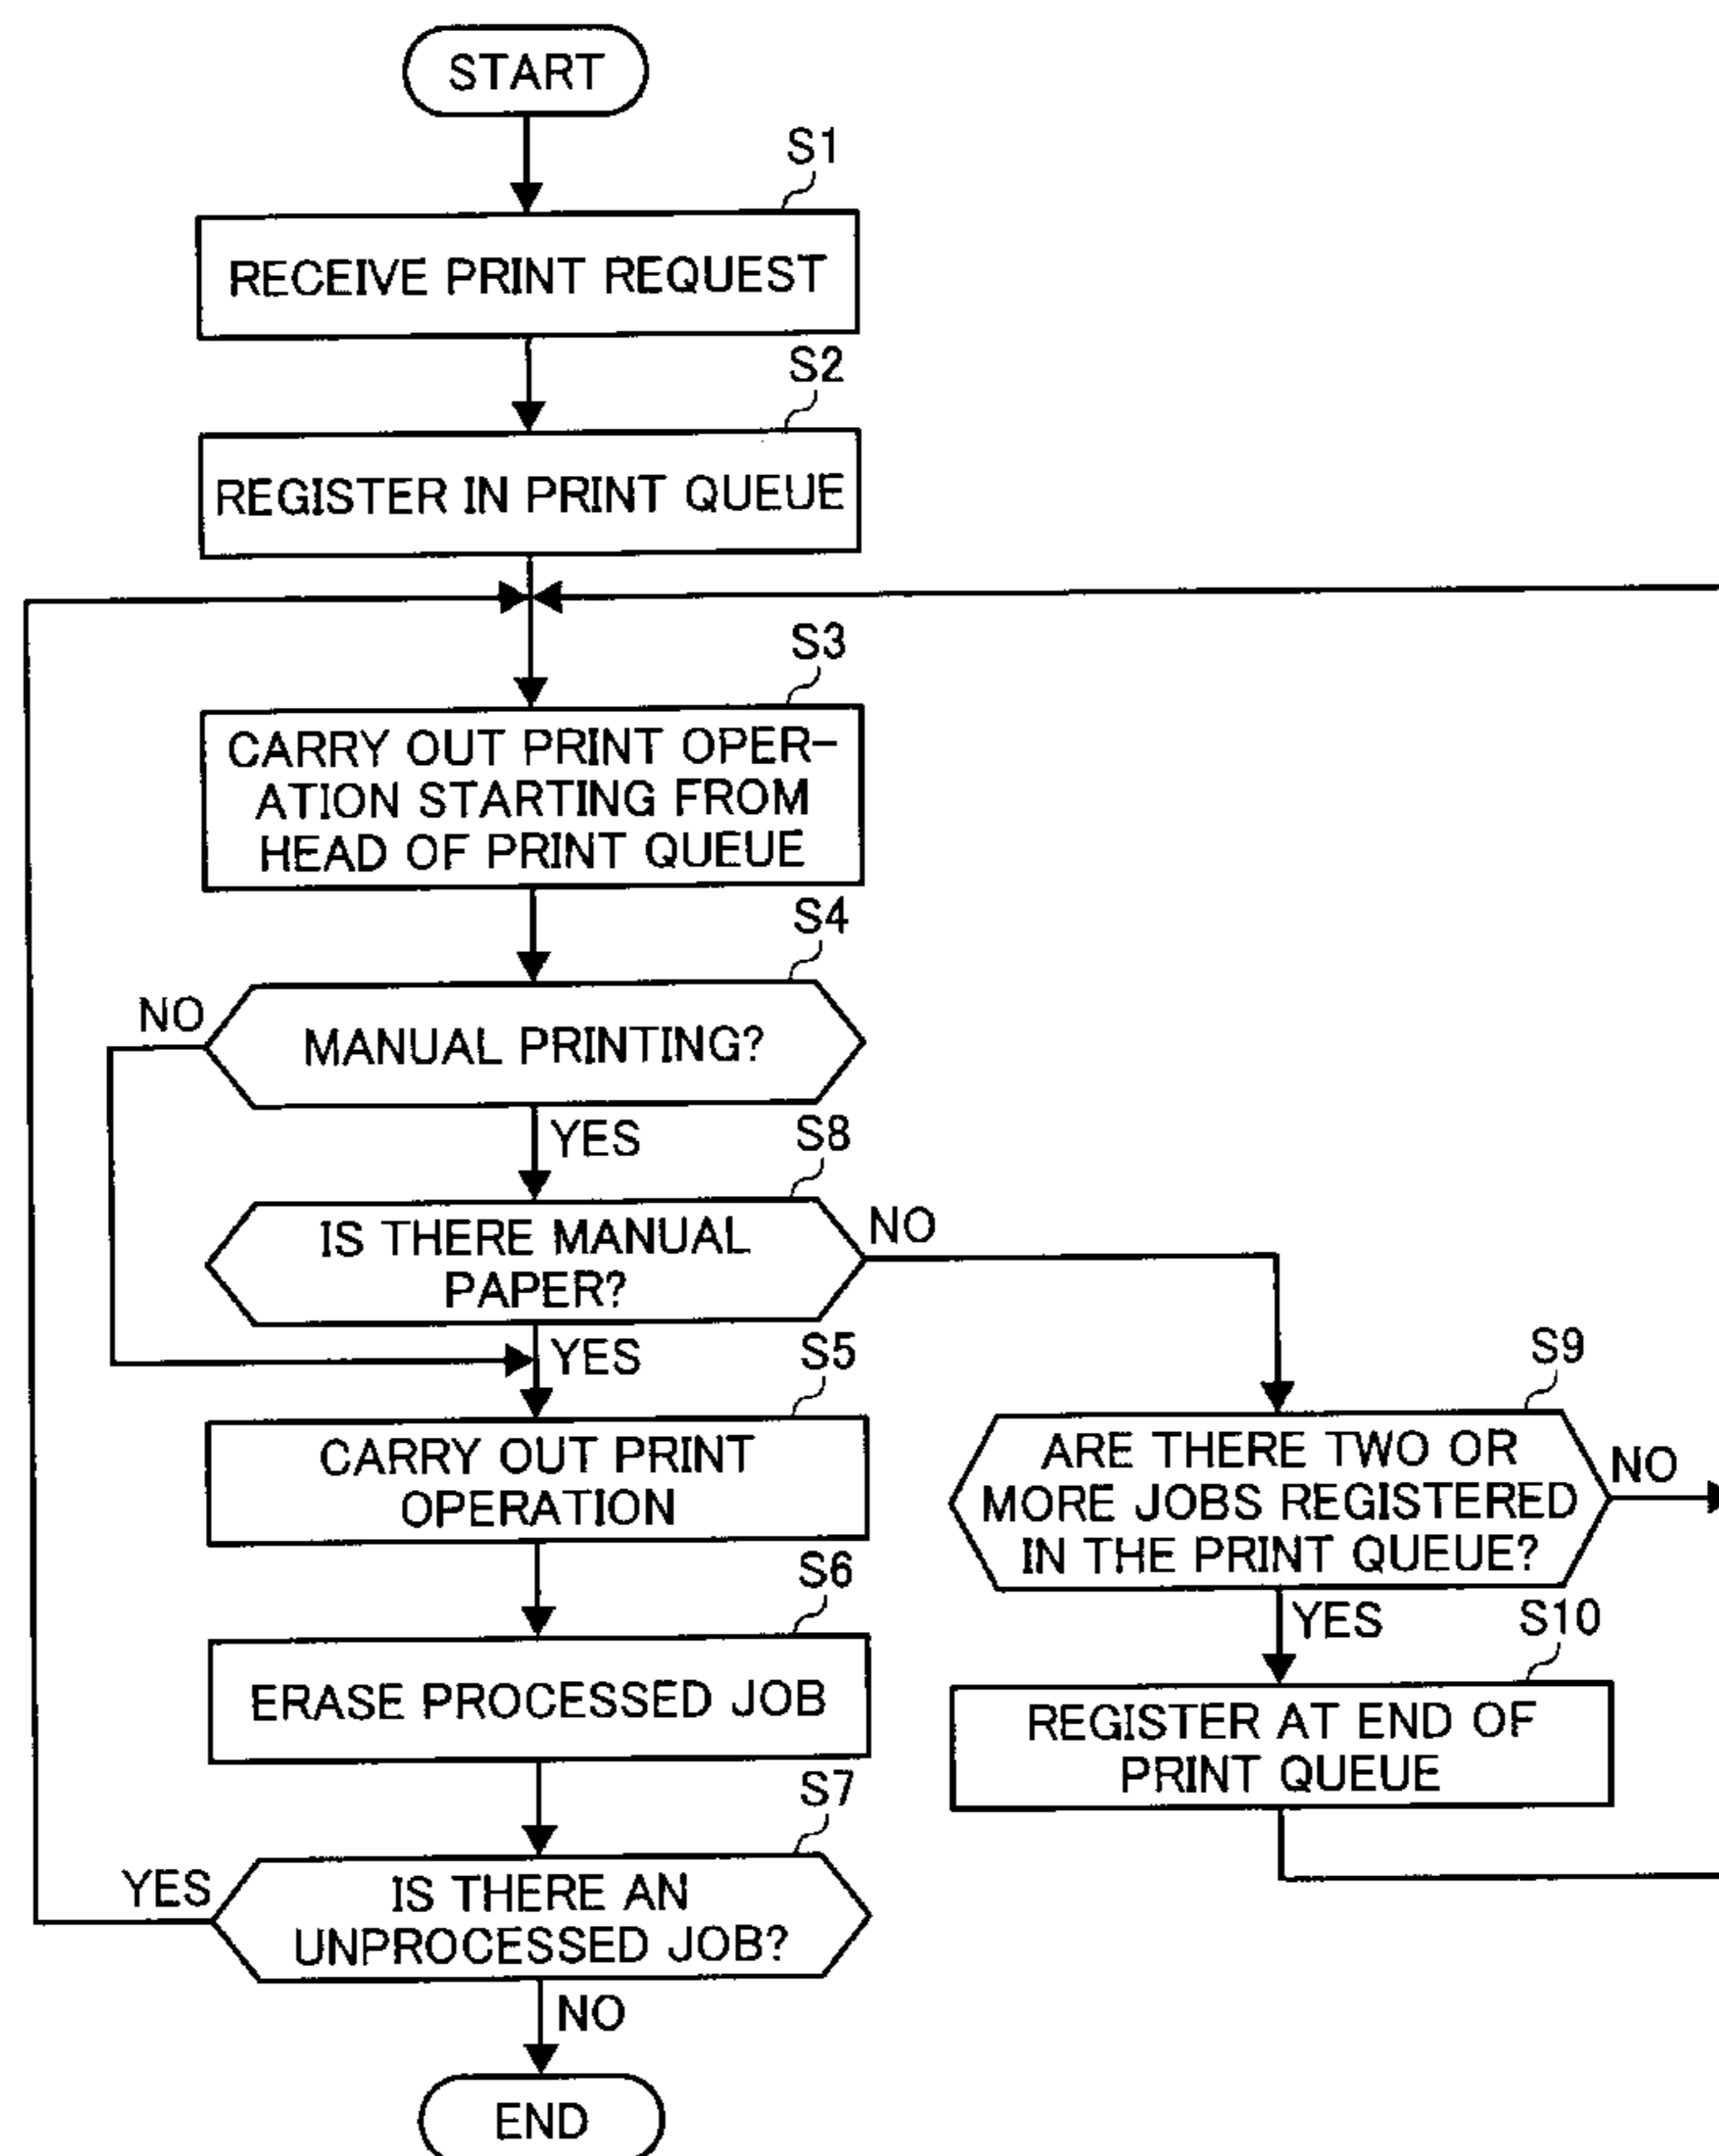 START
S1
RECEIVE PRINT REQUEST
S2
REGISTER IN PRINT QUEUE
S3
CARRY OUT PRINT OPER-
ATION STARTING FROM
HEAD OF PRINT QUEUE
S4
NO
MANUAL PRINTING?
YES
S8
IS THERE MANUAL
PAPER?
NO
YES
S5
CARRY OUT PRINT
OPERATION
S9
ARE THERE TWO OR
MORE JOBS REGISTERED
IN THE PRINT QUEUE?
NO
YES
S6
ERASE PROCESSED JOB
S10
REGISTER AT END OF
PRINT QUEUE
S7
YES
IS THERE AN
UNPROCESSED JOB?
NO
END